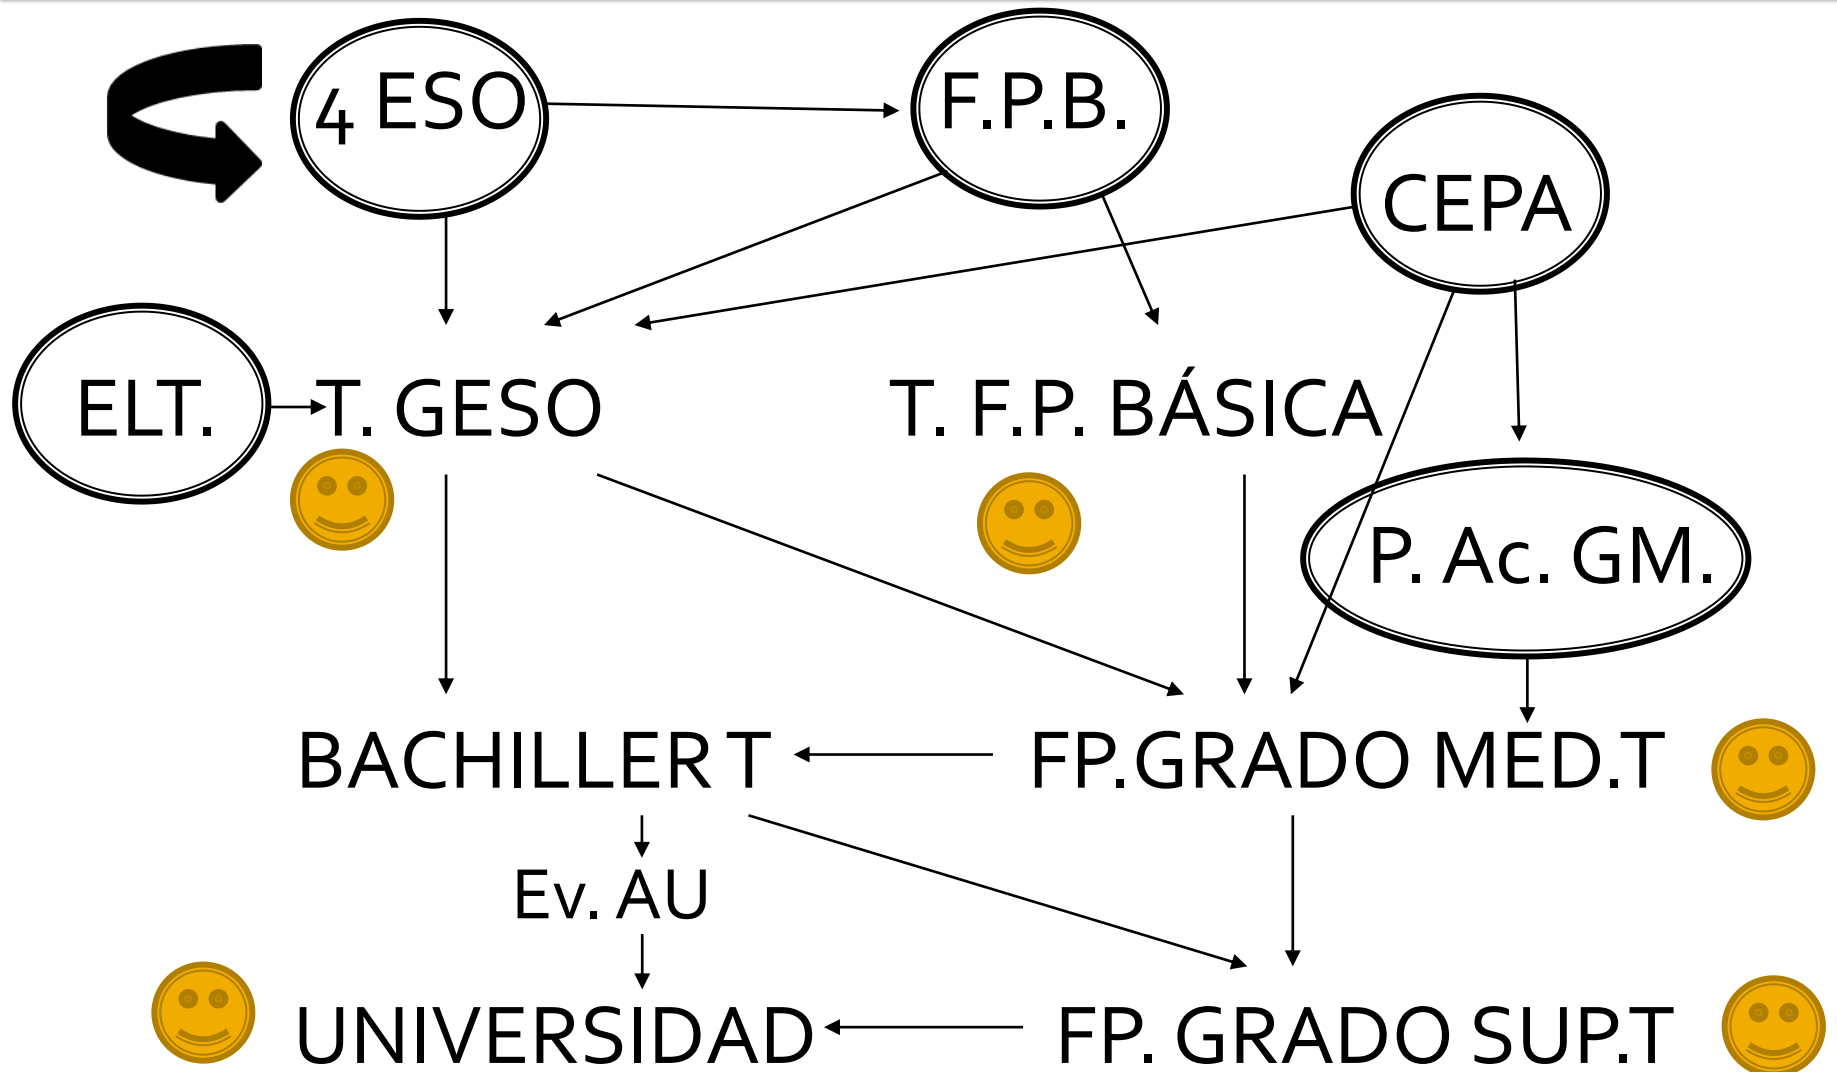 4 ESO
F.P.B.
CEPA
ELT.
T. GESO
T. F.P. BÁSICA
P. Ac. GM.
BACHILLER T
FP.GRADO MED.T
Ev. AU
UNIVERSIDAD
FP. GRADO SUP.T